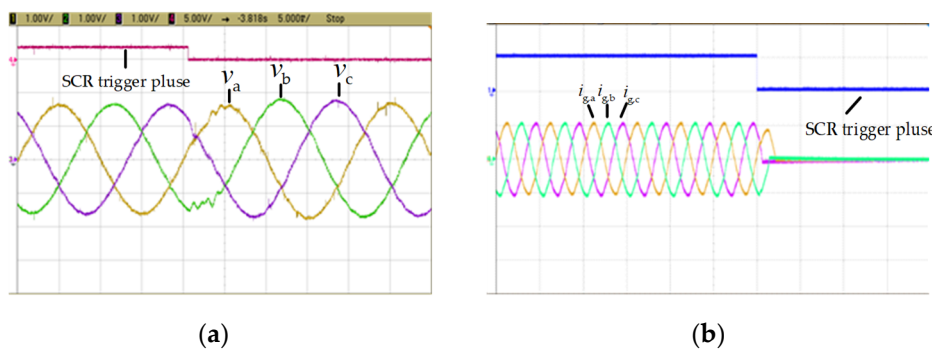 1 1.00V/ 2 1.00V/ 3 1.00V/ 4 5.00V/ -3.818s 5.000m/ Stop
SCR trigger pluse
va vb vc
ig,a ig,b ig,c
SCR trigger pluse
(a) (b)